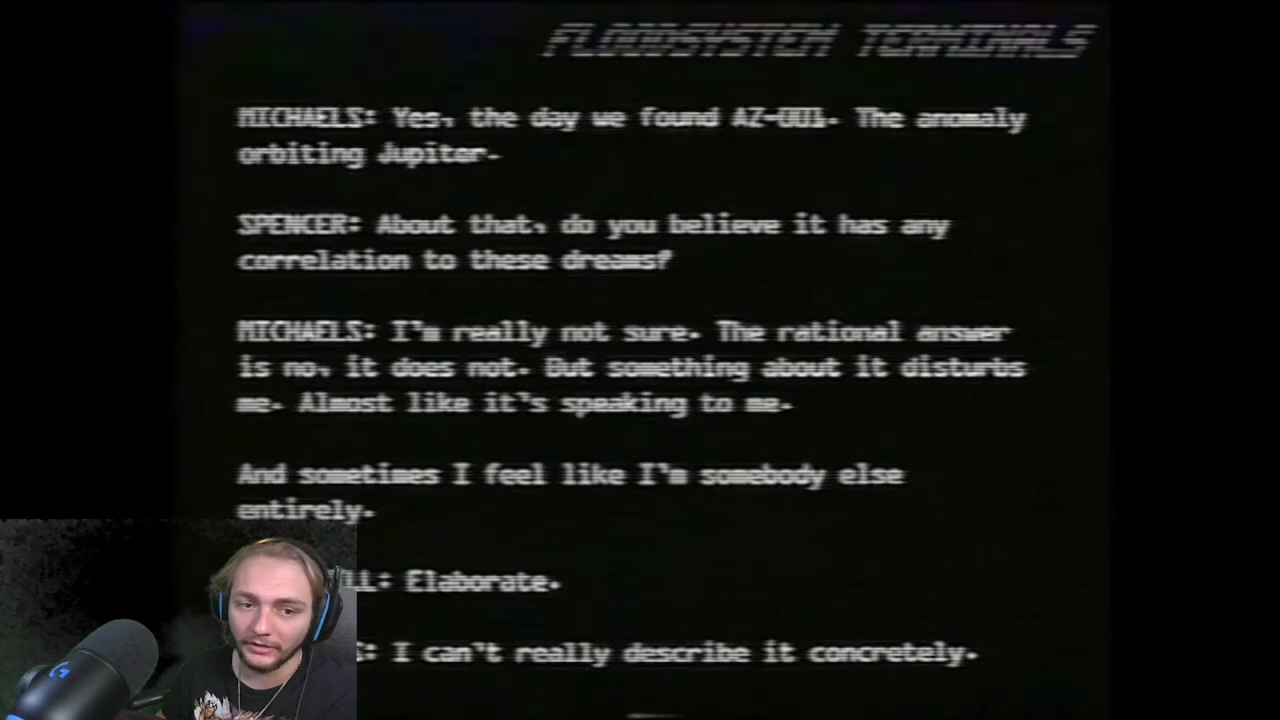 FLOODSYSTEM TERMINALS
MICHAELS: Yes, the day we found AZ-001. The anomaly
orbiting Jupiter.
SPENCER: About that, do you believe it has any
correlation to these dreams?
MICHAELS: I'm really not sure. The rational answer
is no, it does not. But something about it disturbs
me. Almost like it's speaking to me.
And sometimes I feel like I'm somebody else
entirely.
Elaborate.
I can't really describe it concretely.